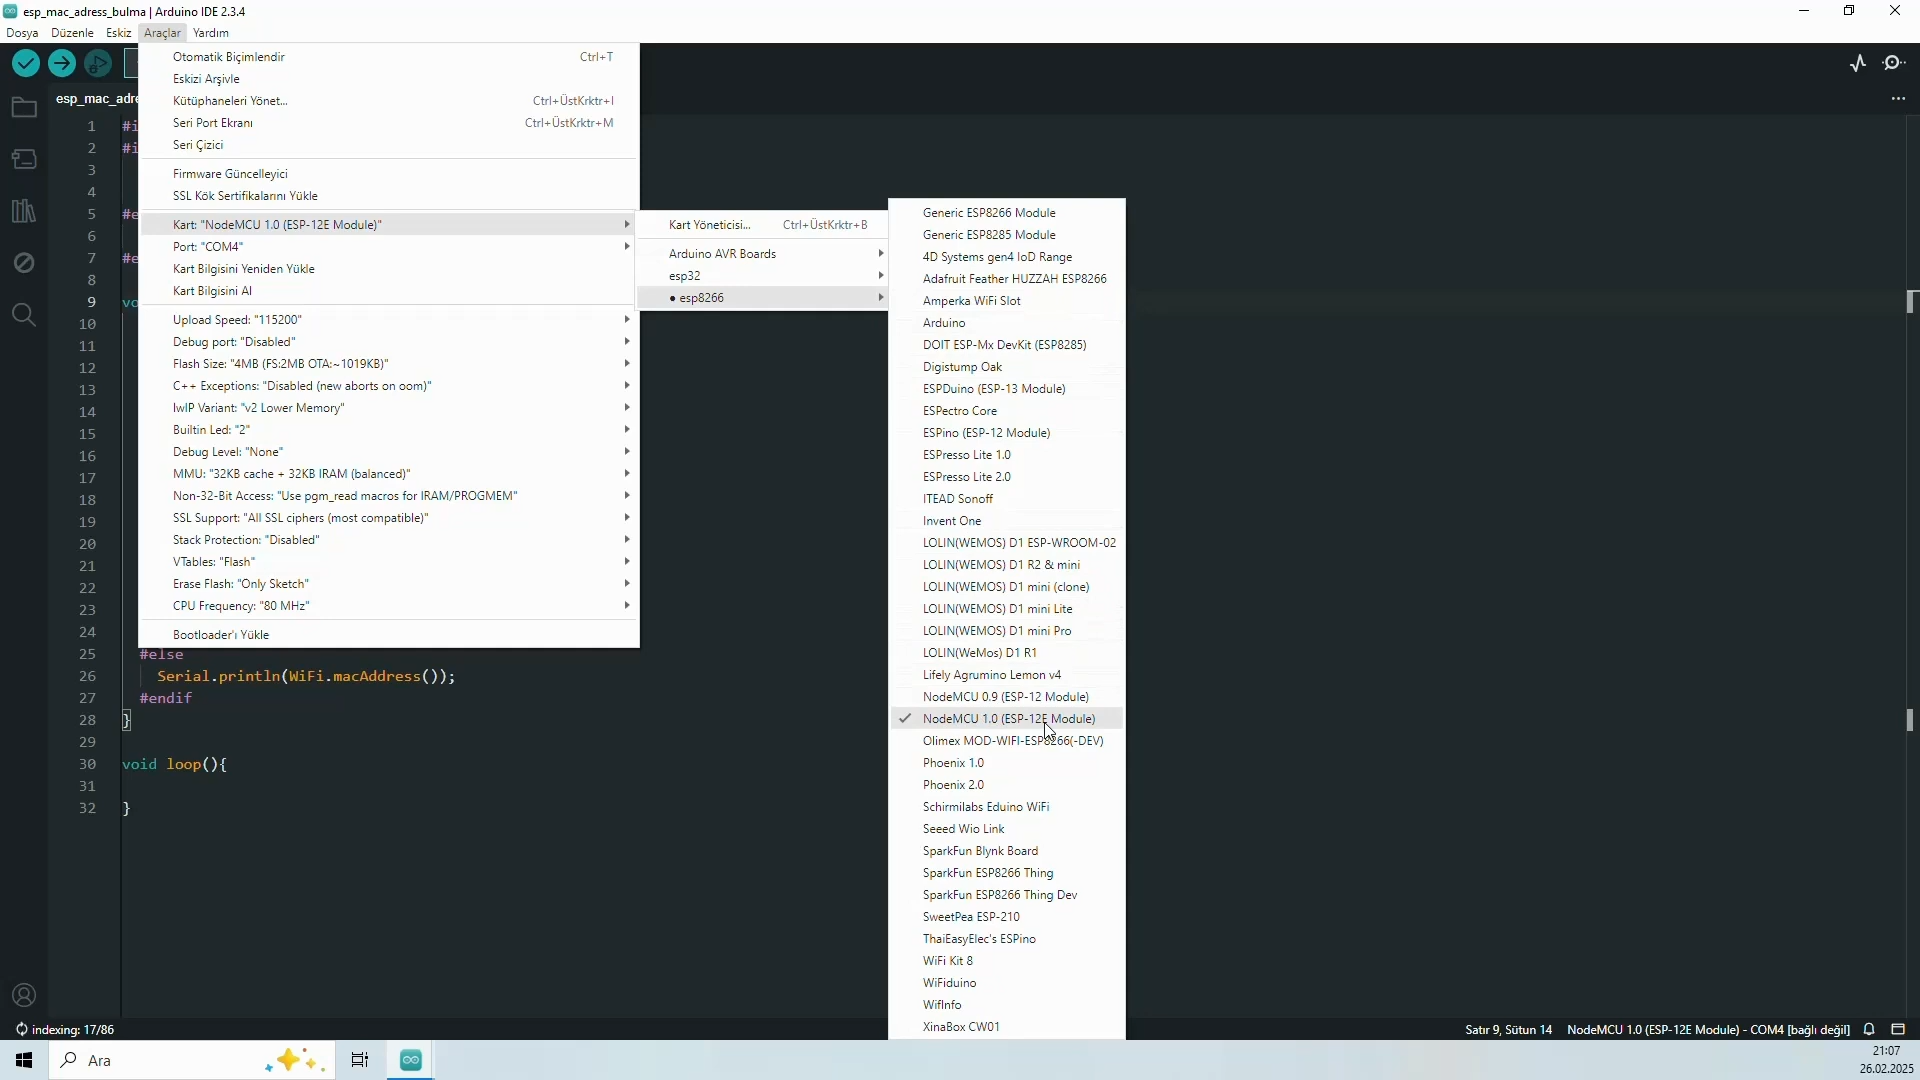 esp_mac_adress_bulma | Arduino IDE 2.3.4
Dosya Düzenle Eskiz Araçlar Yardım
Otomatik Biçimlendir Ctrl+T
Eskizi Arşivle
Kütüphaneleri Yönet... Ctrl+ÜstKrktr+I
Seri Port Ekranı Ctrl+ÜstKrktr+M
Seri Çizici
Firmware Güncelleyici
SSL Kök Sertifikalarını Yükle
Kart: "NodeMCU 1.0 (ESP-12E Module)"
Port: "COM4"
Kart Bilgisini Yeniden Yükle
Kart Bilgisini Al
Upload Speed: "115200"
Debug port: "Disabled"
Flash Size: "4MB (FS:2MB OTA:~1019KB)"
C++ Exceptions: "Disabled (new aborts on oom)"
lwIP Variant: "v2 Lower Memory"
Builtin Led: "2"
Debug Level: "None"
MMU: "32KB cache + 32KB IRAM (balanced)"
Non-32-Bit Access: "Use pgm_read macros for IRAM/PROGMEM"
SSL Support: "All SSL ciphers (most compatible)"
Stack Protection: "Disabled"
VTables: "Flash"
Erase Flash: "Only Sketch"
CPU Frequency: "80 MHz"
Bootloader'ı Yükle
Kart Yöneticisi... Ctrl+ÜstKrktr+B
Arduino AVR Boards
esp32
• esp8266
Generic ESP8266 Module
Generic ESP8285 Module
4D Systems gen4 IoD Range
Adafruit Feather HUZZAH ESP8266
Amperka WiFi Slot
Arduino
DOIT ESP-Mx DevKit (ESP8285)
Digistump Oak
ESPDuino (ESP-13 Module)
ESPectro Core
ESPino (ESP-12 Module)
ESPresso Lite 1.0
ESPresso Lite 2.0
ITEAD Sonoff
Invent One
LOLIN(WEMOS) D1 ESP-WROOM-02
LOLIN(WEMOS) D1 R2 & mini
LOLIN(WEMOS) D1 mini (clone)
LOLIN(WEMOS) D1 mini Lite
LOLIN(WEMOS) D1 mini Pro
LOLIN(WeMos) D1 R1
Lifely Agrumino Lemon v4
NodeMCU 0.9 (ESP-12 Module)
NodeMCU 1.0 (ESP-12E Module)
Olimex MOD-WIFI-ESP8266(-DEV)
Phoenix 1.0
Phoenix 2.0
Schirmilabs Eduino WiFi
Seeed Wio Link
SparkFun Blynk Board
SparkFun ESP8266 Thing
SparkFun ESP8266 Thing Dev
SweetPea ESP-210
ThaiEasyElec's ESPino
WiFi Kit 8
WiFiduino
WifInfo
XinaBox CW01
esp_mac_adre
1 #i
2 #i
3
4
5 #e
6
7 #e
8
9 vo
10
11
12
13
14
15
16
17
18
19
20
21
22
23
24
25 #else
26 Serial.println(WiFi.macAddress());
27 #endif
28 }
29
30 void loop(){
31
32 }
indexing: 17/86
Satır 9, Sütun 14 NodeMCU 1.0 (ESP-12E Module) - COM4 [bağlı değil]
Ara
21:07
26.02.2025